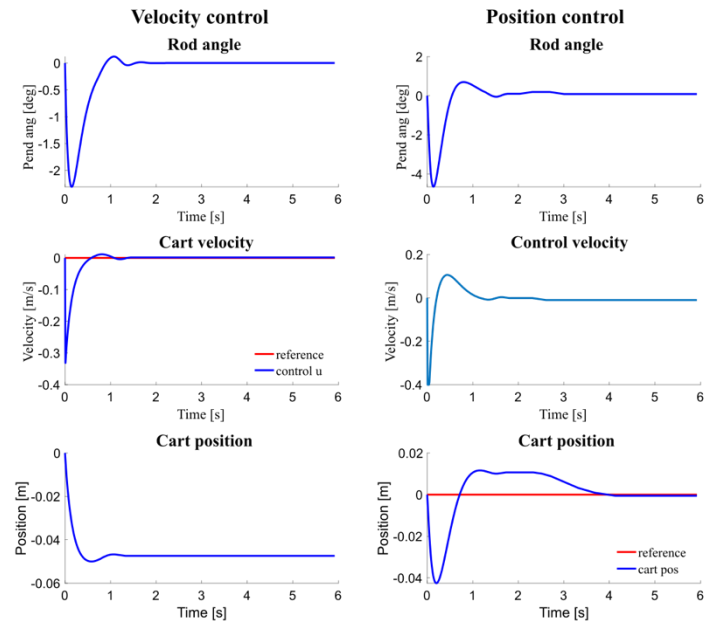 Velocity control
Rod angle
0
-0.5
-1
-1.5
-2
Pend ang [deg]
0 1 2 3 4 5 6
Time [s]
Cart velocity
0
-0.1
-0.2
-0.3
-0.4
Velocity [m/s]
reference
control u
0 1 2 3 4 5 6
Time [s]
Cart position
0
-0.02
-0.04
-0.06
Position [m]
0 1 2 3 4 5 6
Time [s]
Position control
Rod angle
2
0
-2
-4
Pend ang [deg]
0 1 2 3 4 5 6
Time [s]
Control velocity
0.2
0
-0.2
-0.4
Velocity [m/s]
0 1 2 3 4 5 6
Time [s]
Cart position
0.02
0
-0.02
-0.04
Position [m]
reference
cart pos
0 1 2 3 4 5 6
Time [s]